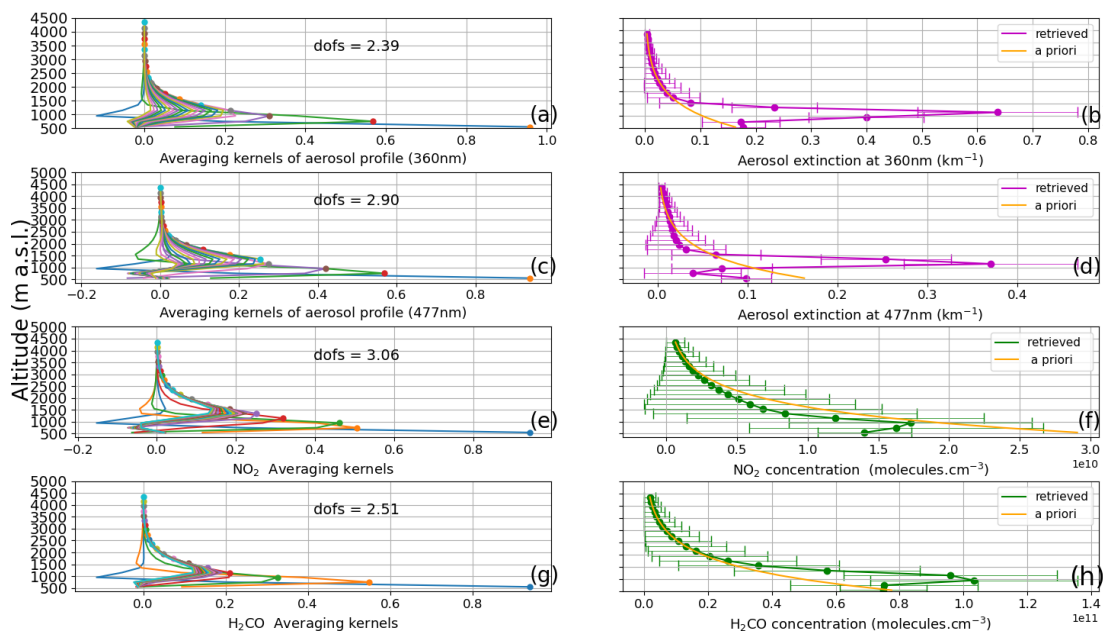 Altitude (m a.s.l.)
4500
4000
3500
3000
2500
2000
1500
1000
500
dofs = 2.39
(a)
0.0 0.2 0.4 0.6 0.8 1.0
Averaging kernels of aerosol profile (360nm)
retrieved
a priori
(b)
0.0 0.1 0.2 0.3 0.4 0.5 0.6 0.7 0.8
Aerosol extinction at 360nm (km⁻¹)
5000
4500
4000
3500
3000
2500
2000
1500
1000
500
dofs = 2.90
(c)
−0.2 0.0 0.2 0.4 0.6 0.8
Averaging kernels of aerosol profile (477nm)
retrieved
a priori
(d)
0.0 0.1 0.2 0.3 0.4
Aerosol extinction at 477nm (km⁻¹)
5000
4500
4000
3500
3000
2500
2000
1500
1000
500
dofs = 3.06
(e)
−0.2 0.0 0.2 0.4 0.6 0.8
NO₂ Averaging kernels
retrieved
a priori
(f)
0.0 0.5 1.0 1.5 2.0 2.5 3.0
1e10
NO₂ concentration (molecules.cm⁻³)
5000
4500
4000
3500
3000
2500
2000
1500
1000
500
dofs = 2.51
(g)
0.0 0.2 0.4 0.6 0.8
H₂CO Averaging kernels
retrieved
a priori
(h)
0.0 0.2 0.4 0.6 0.8 1.0 1.2 1.4
1e11
H₂CO concentration (molecules.cm⁻³)